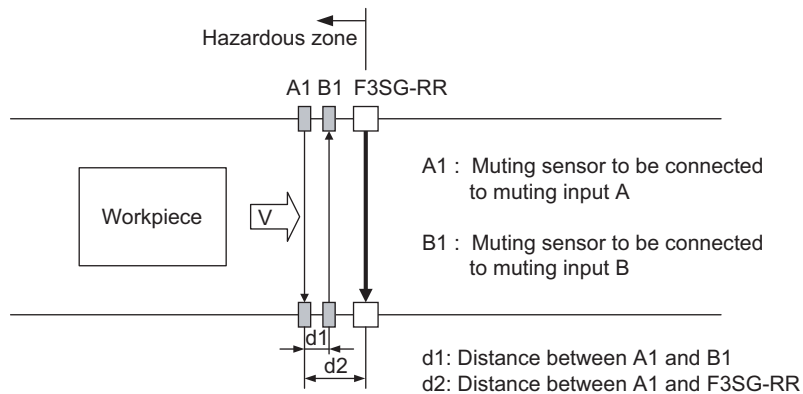 Hazardous zone
A1 B1 F3SG-RR
Workpiece
V
A1 : Muting sensor to be connected
to muting input A
B1 : Muting sensor to be connected
to muting input B
d1
d2
d1: Distance between A1 and B1
d2: Distance between A1 and F3SG-RR